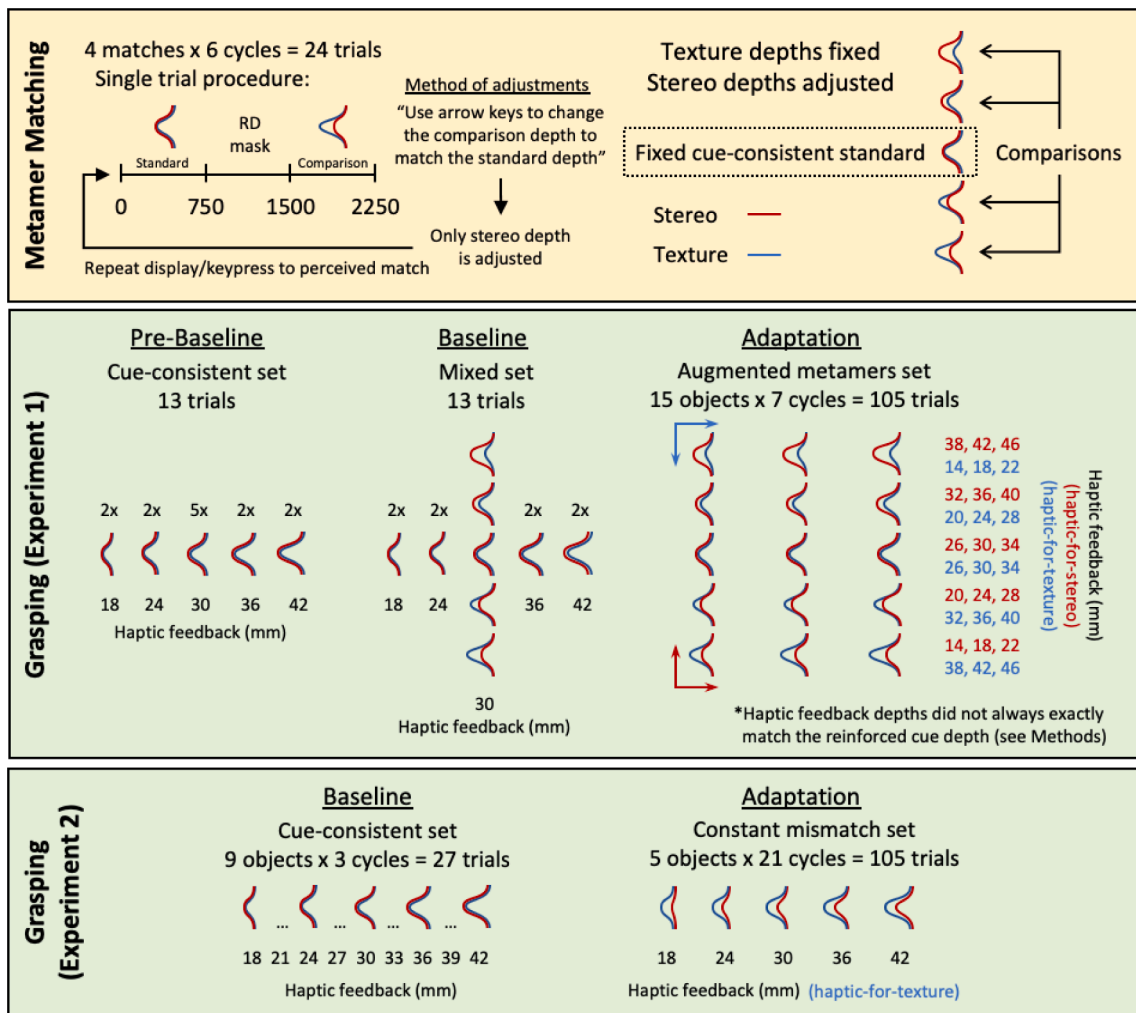 Metamer Matching
4 matches x 6 cycles = 24 trials
Single trial procedure:
RD
mask
Standard
Comparison
0 750 1500 2250
Repeat display/keypress to perceived match
Method of adjustments
“Use arrow keys to change
the comparison depth to
match the standard depth”
Only stereo depth
is adjusted
Texture depths fixed
Stereo depths adjusted
Fixed cue-consistent standard
Comparisons
Stereo
Texture
Grasping (Experiment 1)
Pre-Baseline
Cue-consistent set
13 trials
2x 2x 5x 2x 2x
18 24 30 36 42
Haptic feedback (mm)
Baseline
Mixed set
13 trials
2x 2x 2x 2x
18 24 36 42
30
Haptic feedback (mm)
Adaptation
Augmented metamers set
15 objects x 7 cycles = 105 trials
38, 42, 46
14, 18, 22
32, 36, 40
20, 24, 28
26, 30, 34
26, 30, 34
20, 24, 28
32, 36, 40
14, 18, 22
38, 42, 46
Haptic feedback (mm)
(haptic-for-stereo)
(haptic-for-texture)
*Haptic feedback depths did not always exactly
match the reinforced cue depth (see Methods)
Grasping
(Experiment 2)
Baseline
Cue-consistent set
9 objects x 3 cycles = 27 trials
... ... ... ...
18 21 24 27 30 33 36 39 42
Haptic feedback (mm)
Adaptation
Constant mismatch set
5 objects x 21 cycles = 105 trials
18 24 30 36 42
Haptic feedback (mm) (haptic-for-texture)